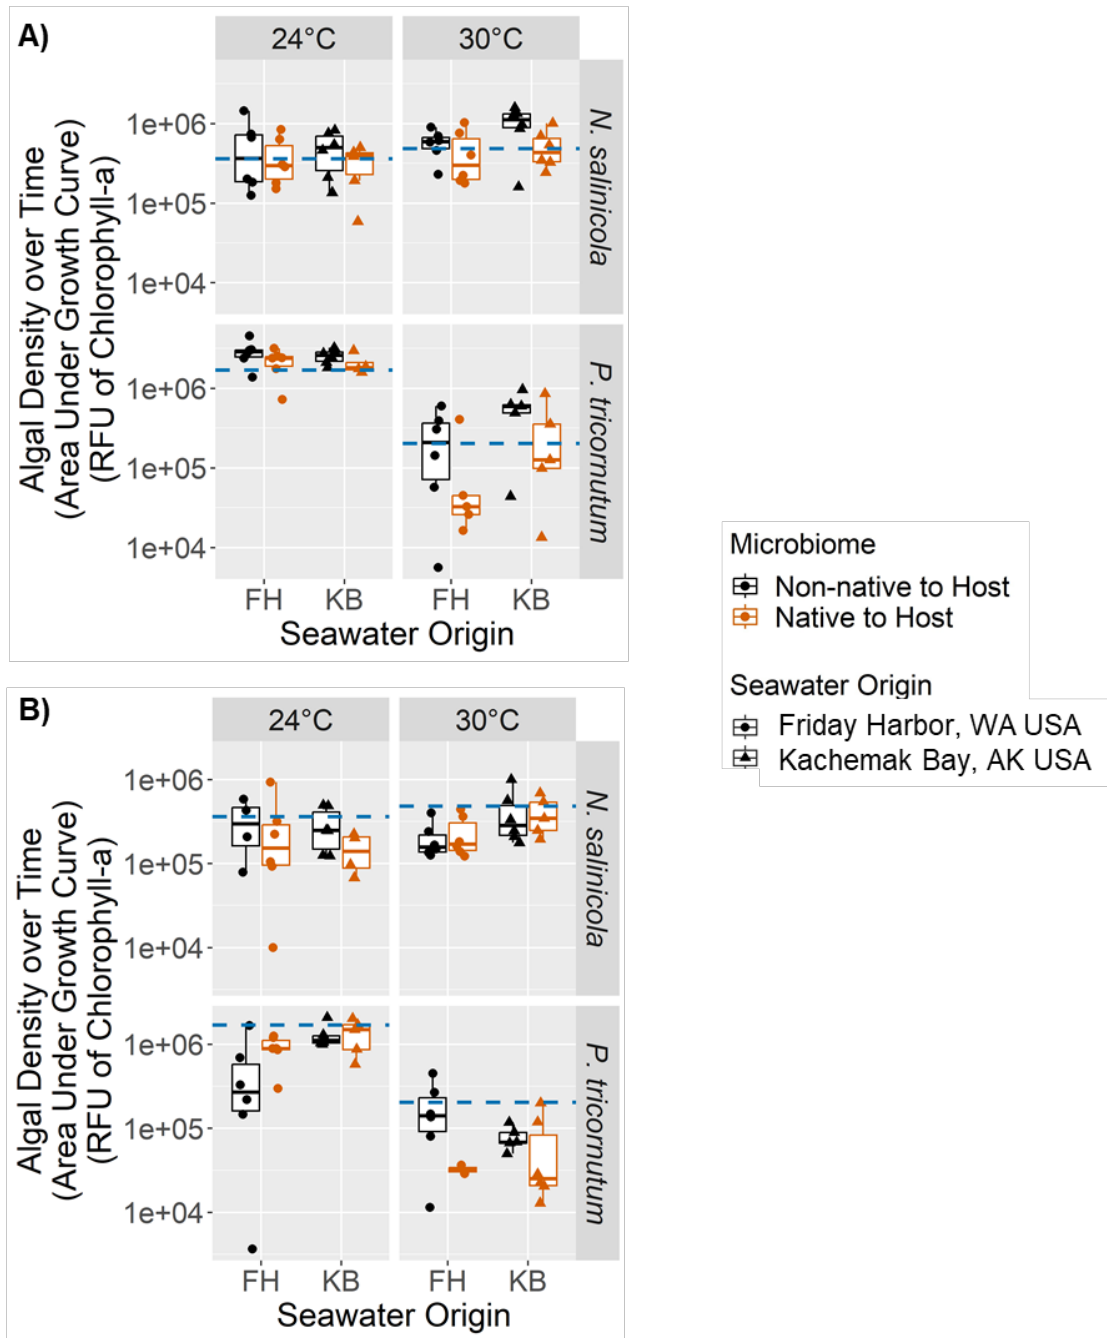 A)
24°C
30°C
Algal Density over Time
(Area Under Growth Curve)
(RFU of Chlorophyll-a)
1e+06
1e+05
1e+04
N. salinicola
1e+06
1e+05
1e+04
P. tricornutum
FH
KB
FH
KB
Seawater Origin
Microbiome
Non-native to Host
Native to Host
Seawater Origin
Friday Harbor, WA USA
Kachemak Bay, AK USA
B)
24°C
30°C
Algal Density over Time
(Area Under Growth Curve)
(RFU of Chlorophyll-a)
1e+06
1e+05
1e+04
N. salinicola
1e+06
1e+05
1e+04
P. tricornutum
FH
KB
FH
KB
Seawater Origin